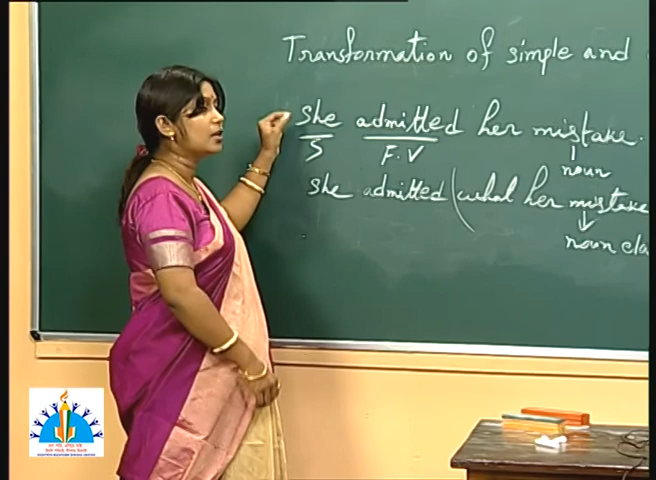 Transformation of simple and
she admitted her mistake.
S F.V
noun
she admitted (what her mistake
noun cla